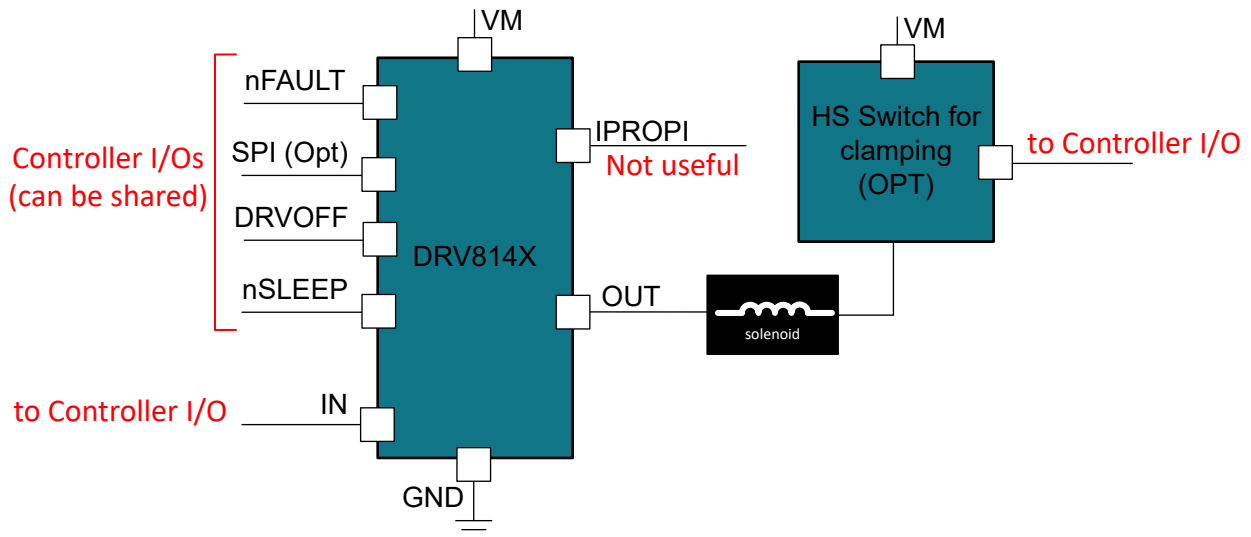 VM
nFAULT
SPI (Opt)
DRVOFF
nSLEEP
Controller I/Os
(can be shared)
IN
to Controller I/O
DRV814X
IPROPI
Not useful
OUT
GND
solenoid
VM
HS Switch for
clamping
(OPT)
to Controller I/O